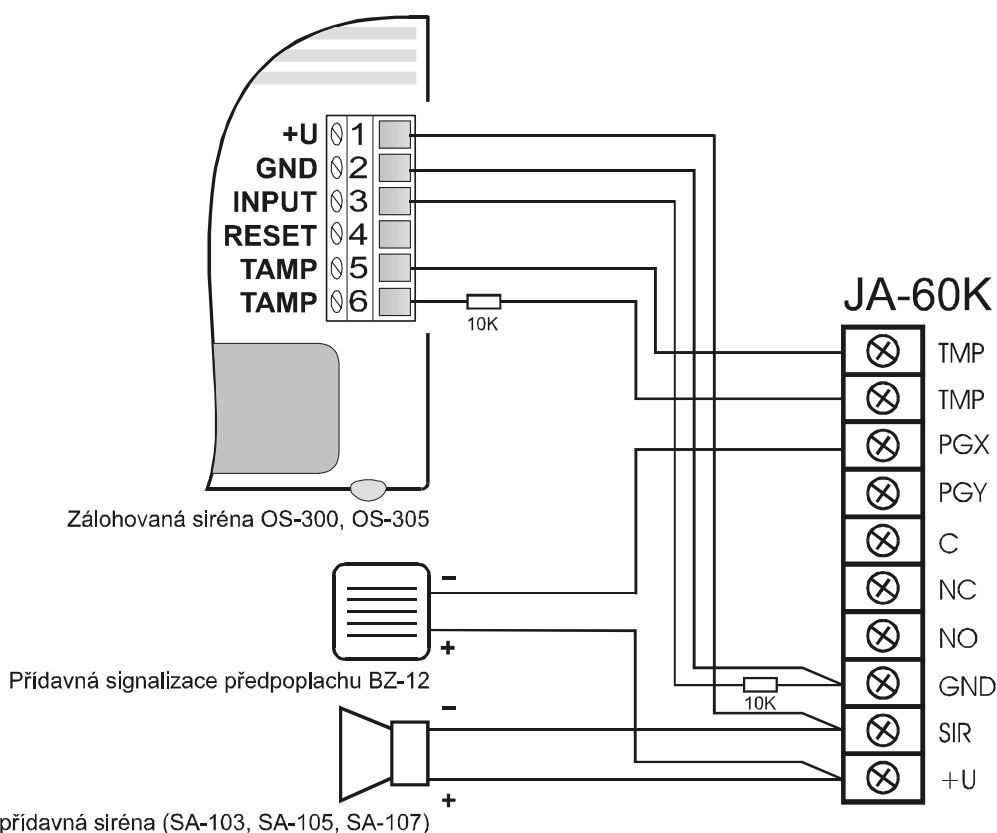 +U 1
GND 2
INPUT 3
RESET 4
TAMP 5
TAMP 6
10K
Zálohovaná siréna OS-300, OS-305
-
+
Přídavná signalizace předpoplachu BZ-12
-
+
přídavná siréna (SA-103, SA-105, SA-107)
10K
JA-60K
TMP
TMP
PGX
PGY
C
NC
NO
GND
SIR
+U